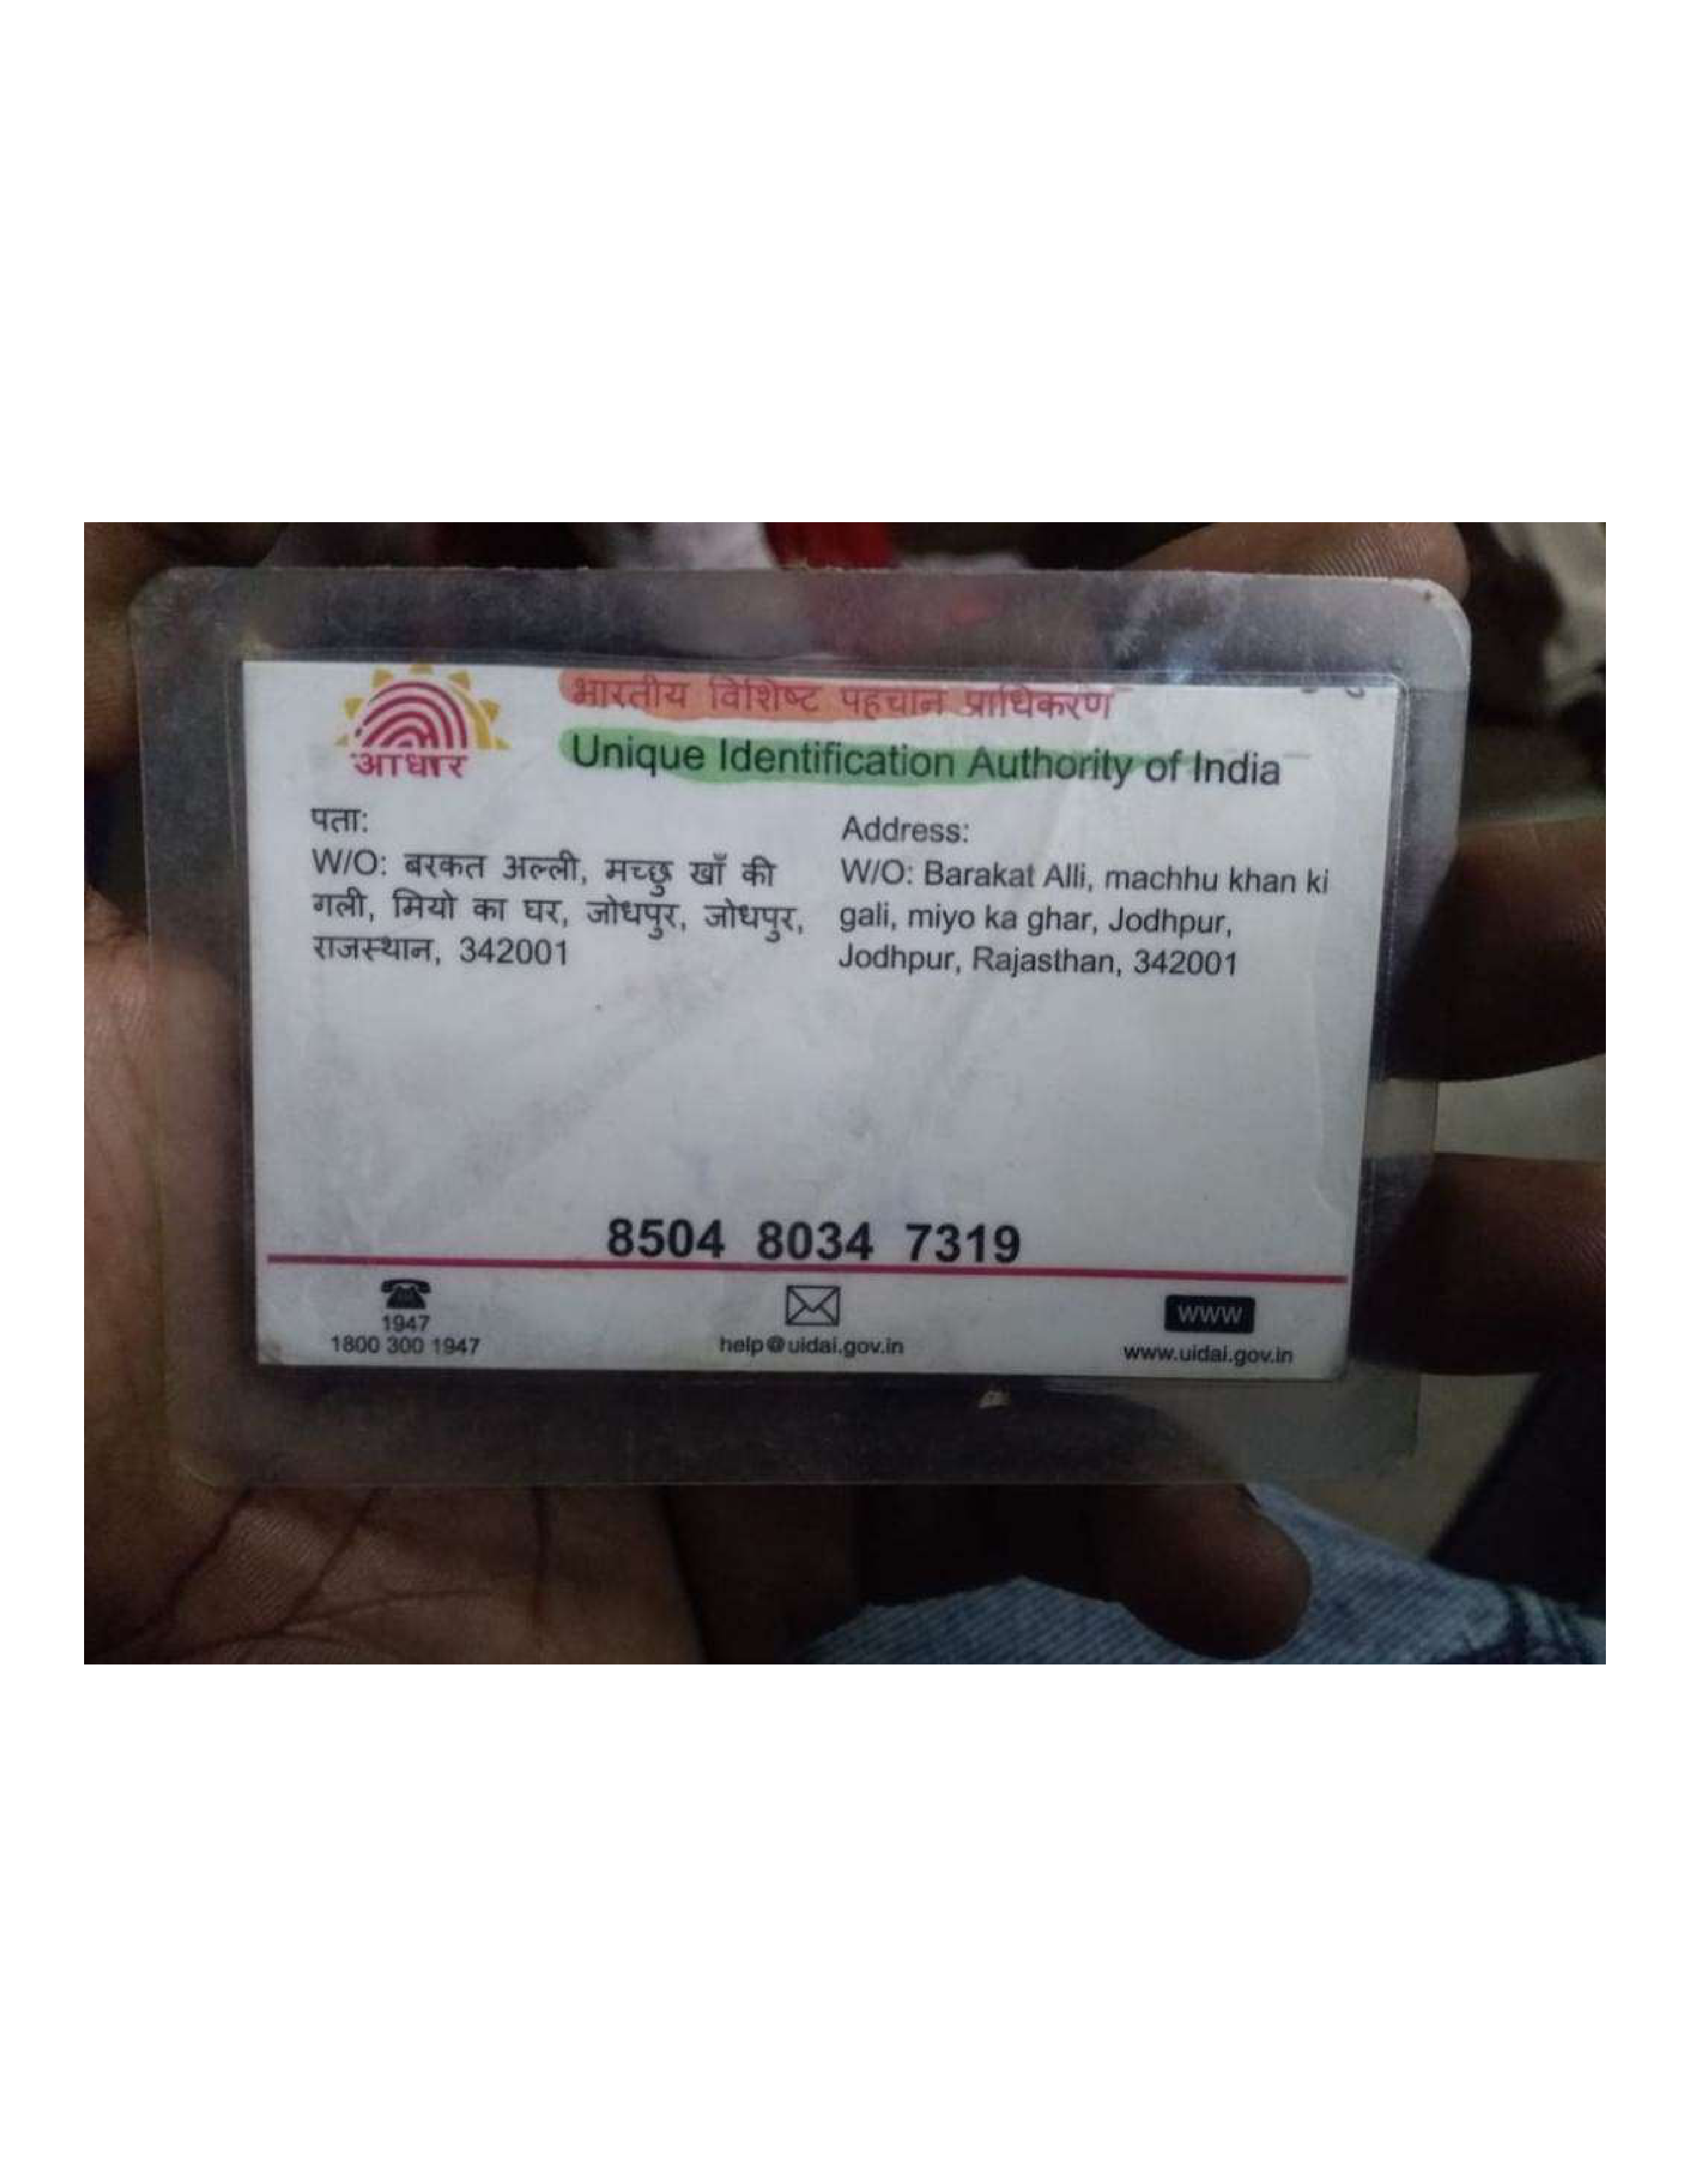 आधार
भारतीय विशिष्ट पहचान प्राधिकरण
Unique Identification Authority of India
पता:
W/O: बरकत अल्ली, मच्छु खाँ की
गली, मियो का घर, जोधपुर, जोधपुर,
राजस्थान, 342001
Address:
W/O: Barakat Alli, machhu khan ki
gali, miyo ka ghar, Jodhpur,
Jodhpur, Rajasthan, 342001
8504 8034 7319
1947
1800 300 1947
help@uidai.gov.in
www
www.uidai.gov.in